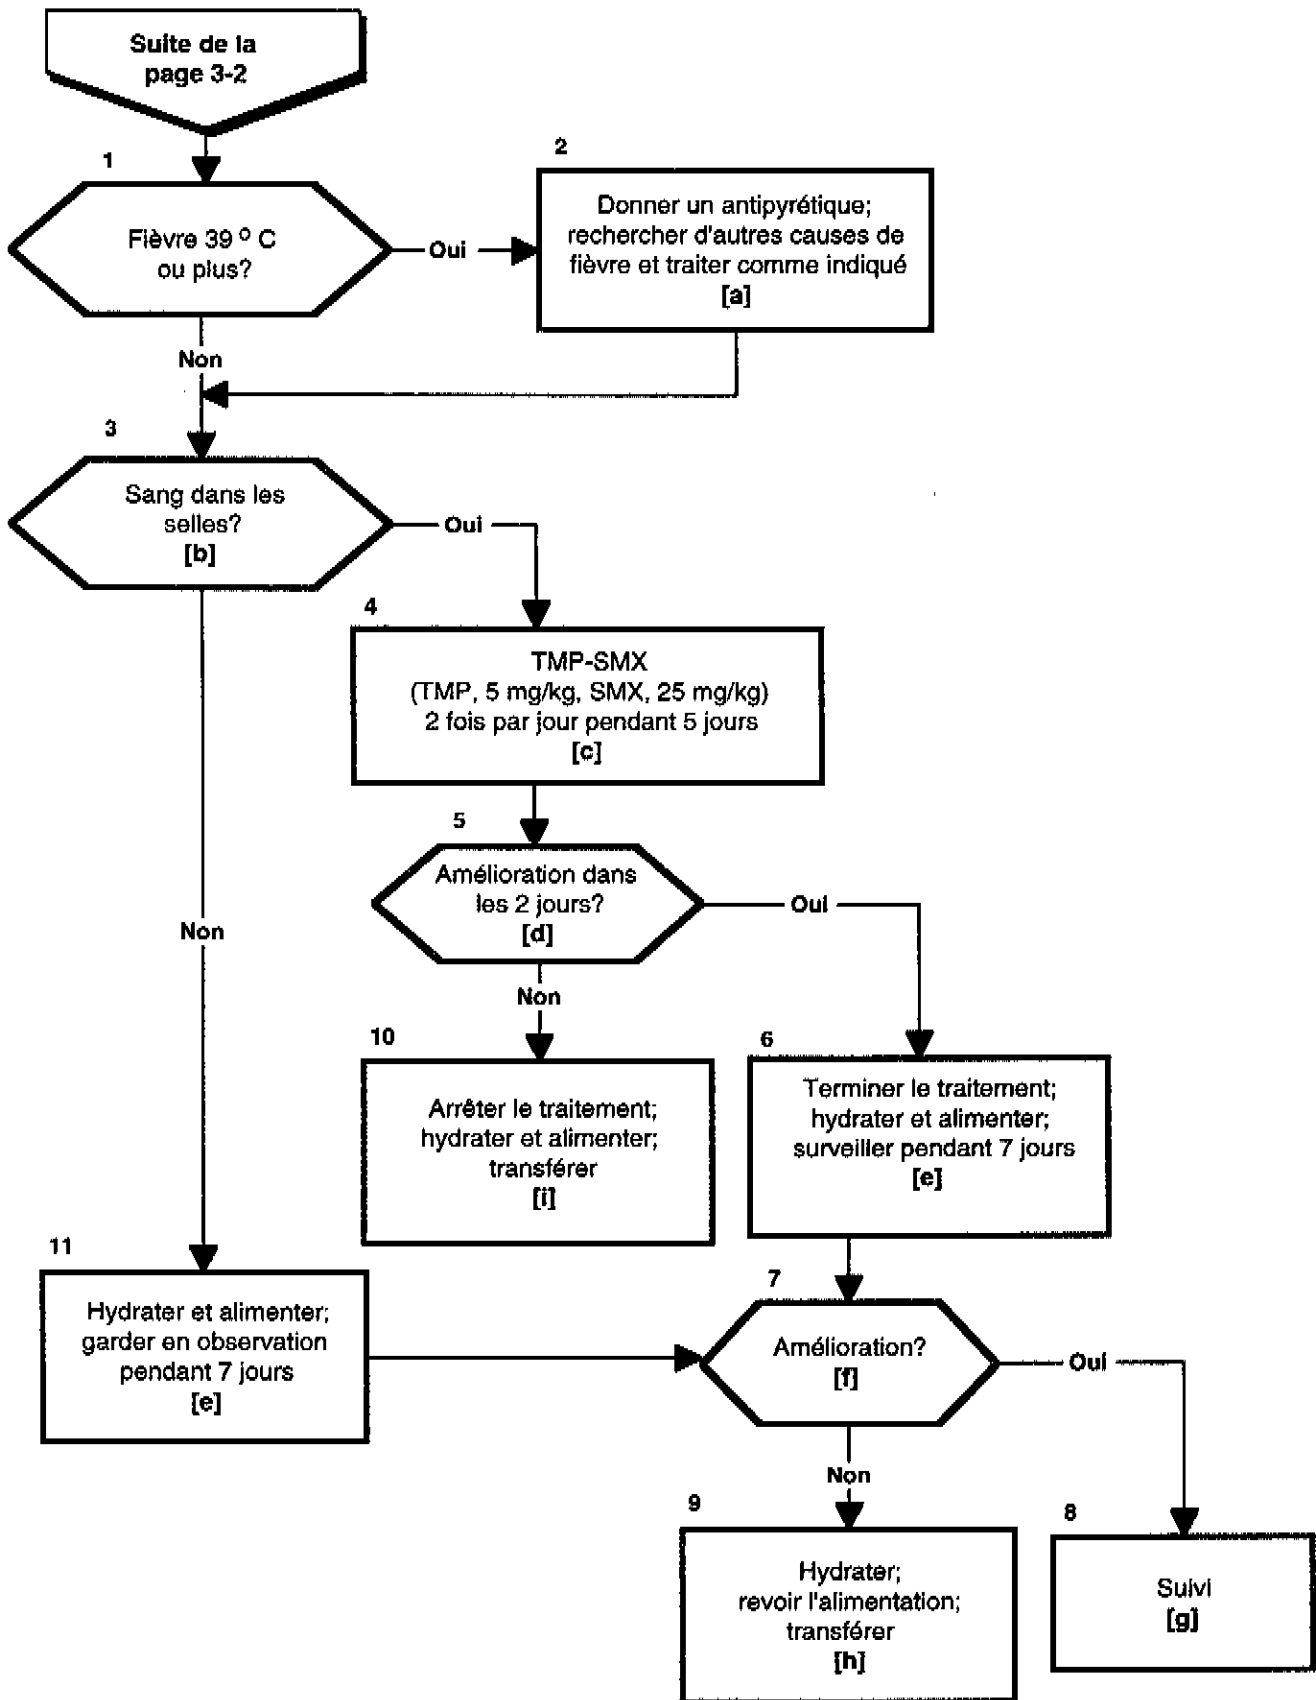 Suite de la
page 3-2
1
Fièvre 39 º C
ou plus?
Oui
2
Donner un antipyrétique;
rechercher d'autres causes de
fièvre et traiter comme indiqué
[a]
Non
3
Sang dans les
selles?
[b]
Oui
4
TMP-SMX
(TMP, 5 mg/kg, SMX, 25 mg/kg)
2 fois par jour pendant 5 jours
[c]
5
Amélioration dans
les 2 jours?
[d]
Oui
Non
Non
10
Arrêter le traitement;
hydrater et alimenter;
transférer
[i]
6
Terminer le traitement;
hydrater et alimenter;
surveiller pendant 7 jours
[e]
11
Hydrater et alimenter;
garder en observation
pendant 7 jours
[e]
7
Amélioration?
[f]
Oui
Non
9
Hydrater;
revoir l'alimentation;
transférer
[h]
8
Suivi
[g]